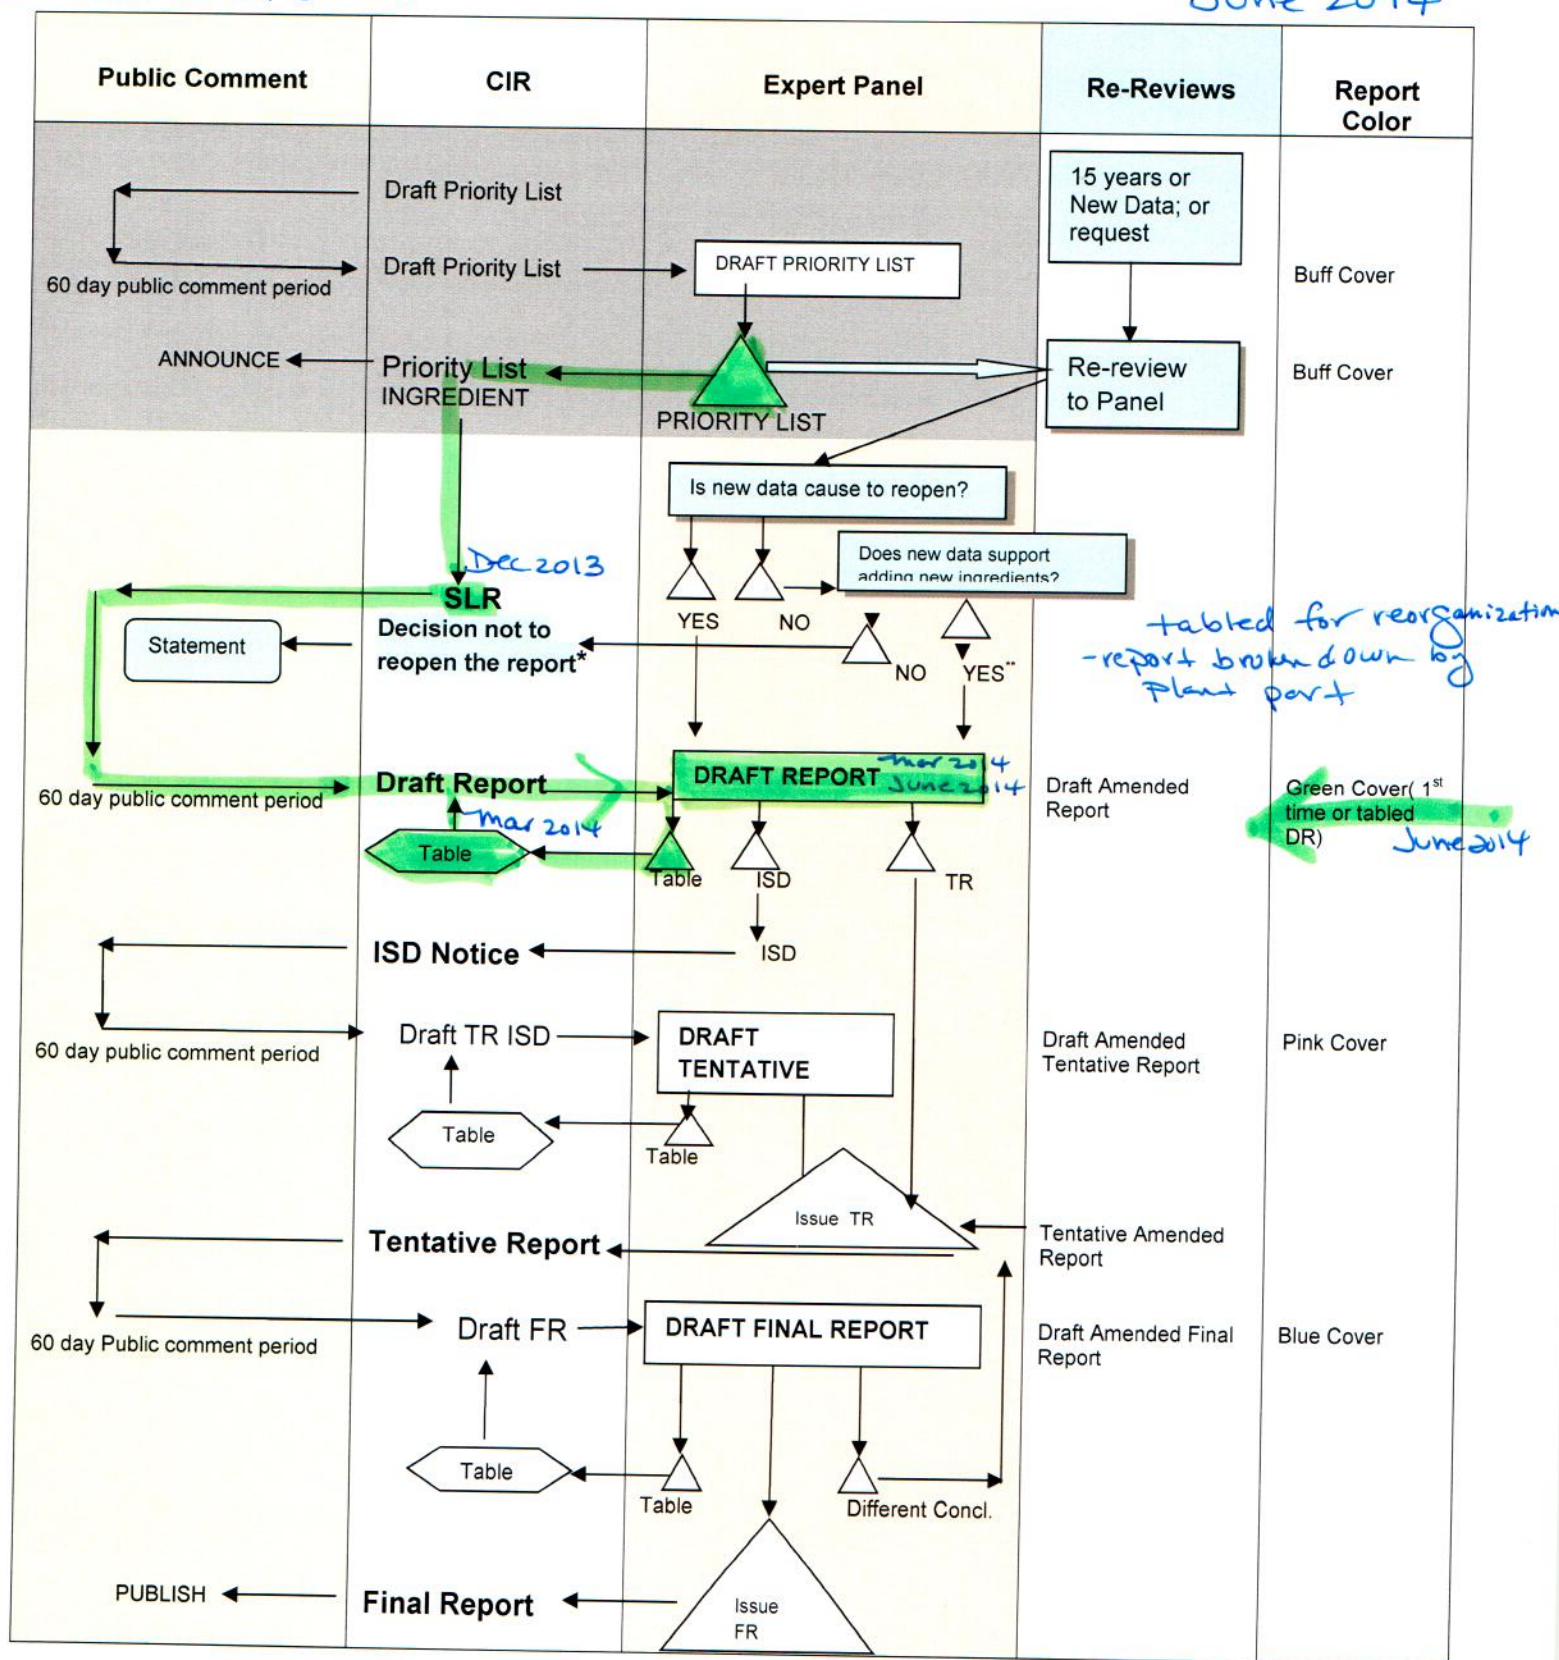 June 2014
Public Comment
CIR
Expert Panel
Re-Reviews
Report
Color
Draft Priority List
15 years or
New Data; or
request
60 day public comment period
Draft Priority List
DRAFT PRIORITY LIST
Buff Cover
ANNOUNCE
Priority List
INGREDIENT
PRIORITY LIST
Re-review
to Panel
Buff Cover
Is new data cause to reopen?
Does new data support
adding new ingredients?
Dec 2013
SLR
YES
NO
Statement
Decision not to
reopen the report*
NO
YES**
tabled for reorganization
-report broken down by
plant part
60 day public comment period
Draft Report
DRAFT REPORT
Mar 2014
June 2014
Draft Amended
Report
Green Cover( 1st
time or tabled
DR)
June 2014
Mar 2014
Table
Table
ISD
TR
ISD Notice
ISD
60 day public comment period
Draft TR ISD
DRAFT
TENTATIVE
Draft Amended
Tentative Report
Pink Cover
Table
Table
Issue TR
Tentative Report
Tentative Amended
Report
60 day Public comment period
Draft FR
DRAFT FINAL REPORT
Draft Amended Final
Report
Blue Cover
Table
Table
Different Concl.
PUBLISH
Final Report
Issue
FR